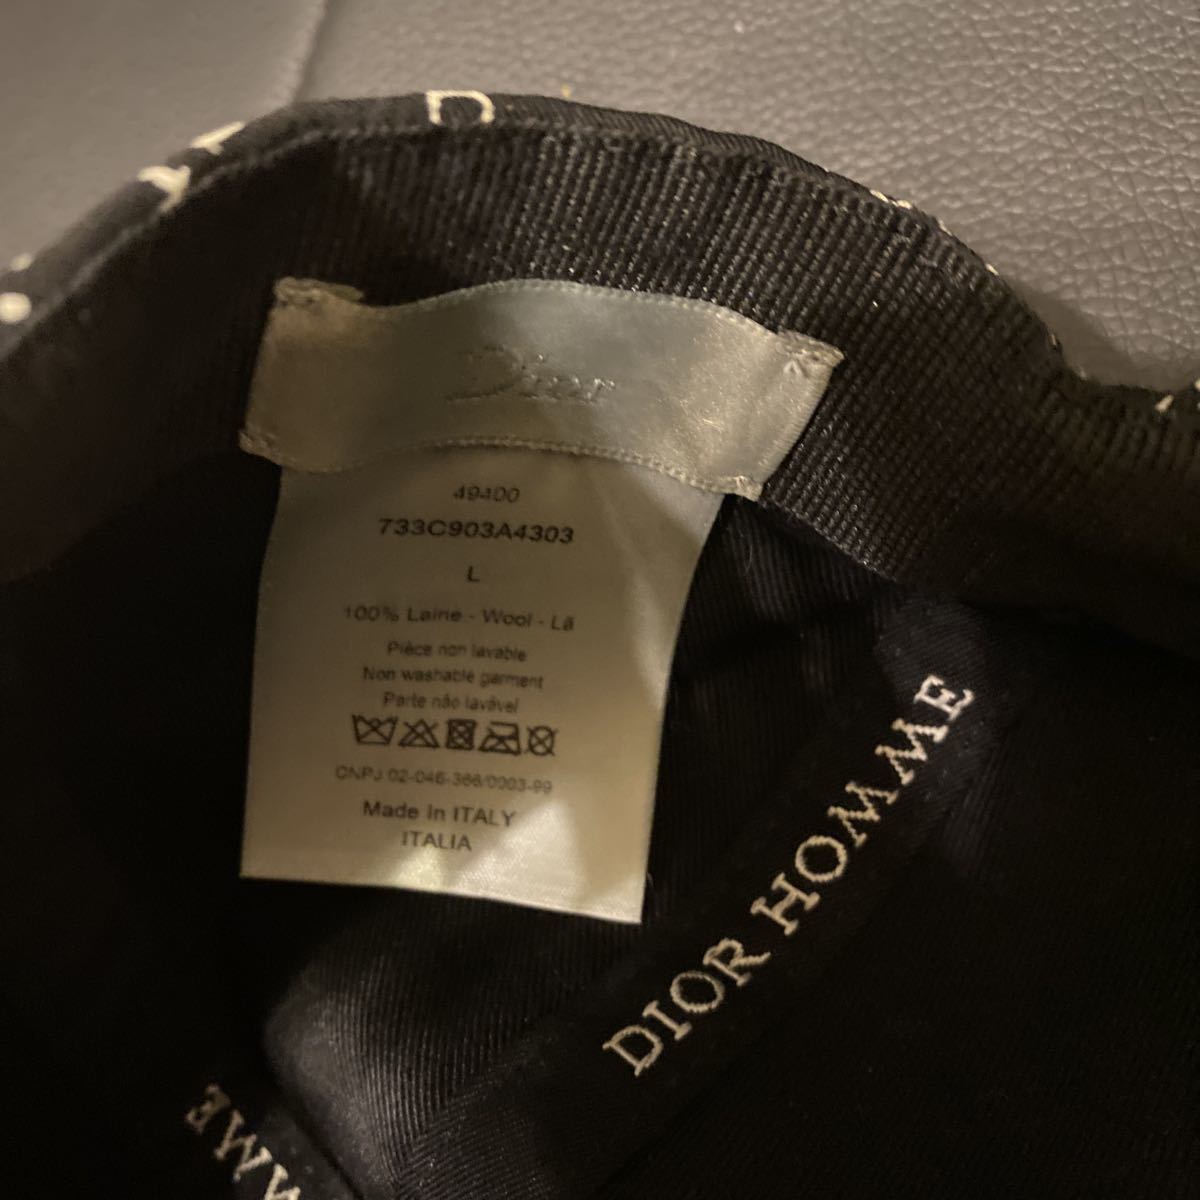 Dior
49400
733C903A4303
L
100% Laine - Wool - Lã
Pièce non lavable
Non washable garment
Parte não lavável
CNPJ 02-046-366/0003-99
Made In ITALY
ITALIA
DIOR HOMME